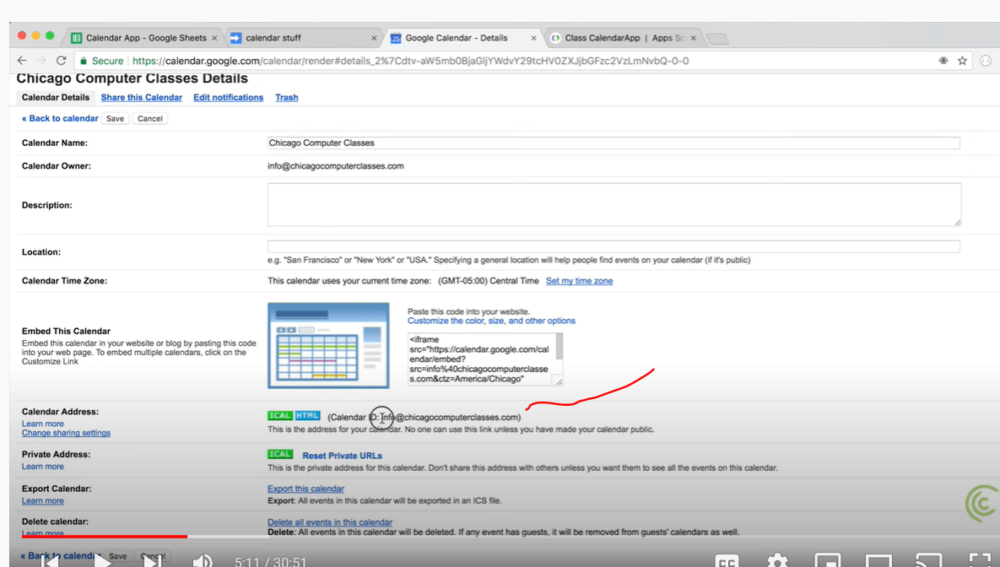 Calendar App - Google Sheets
calendar stuff
Google Calendar - Details
Class CalendarApp | Apps Sc
Secure
https://calendar.google.com/calendar/render#details_2%7Cdtv-aW5mb0BjaGljYWdvY29tcHV0ZXJjbGFzc2VzLmNvbQ-0-0
Chicago Computer Classes Details
Calendar Details Share this Calendar Edit notifications Trash
« Back to calendar Save Cancel
Calendar Name: Chicago Computer Classes
Calendar Owner: info@chicagocomputerclasses.com
Description:
Location:
e.g. "San Francisco" or "New York" or "USA." Specifying a general location will help people find events on your calendar (if it's public)
Calendar Time Zone: This calendar uses your current time zone: (GMT-05:00) Central Time Set my time zone
Embed This Calendar
Embed this calendar in your website or blog by pasting this code
into your web page. To embed multiple calendars, click on the
Customize Link
Paste this code into your website.
Customize the color, size, and other options
<iframe
src="https://calendar.google.com/cal
endar/embed?
src=info%40chicagocomputerclasse
s.com&ctz=America/Chicago"
Calendar Address: ICAL HTML (Calendar ID: info@chicagocomputerclasses.com)
Learn more
This is the address for your calendar. No one can use this link unless you have made your calendar public.
Change sharing settings
Private Address: ICAL Reset Private URLs
Learn more
This is the private address for this calendar. Don't share this address with others unless you want them to see all the events on this calendar.
Export Calendar: Export this calendar
Learn more
Export: All events in this calendar will be exported in an ICS file.
Delete calendar: Delete all events in this calendar
Learn more
Delete: All events in this calendar will be deleted. If any event has guests, it will be removed from guests' calendars as well.
« Back to calendar Save Cancel
5:11 / 30:51
CC